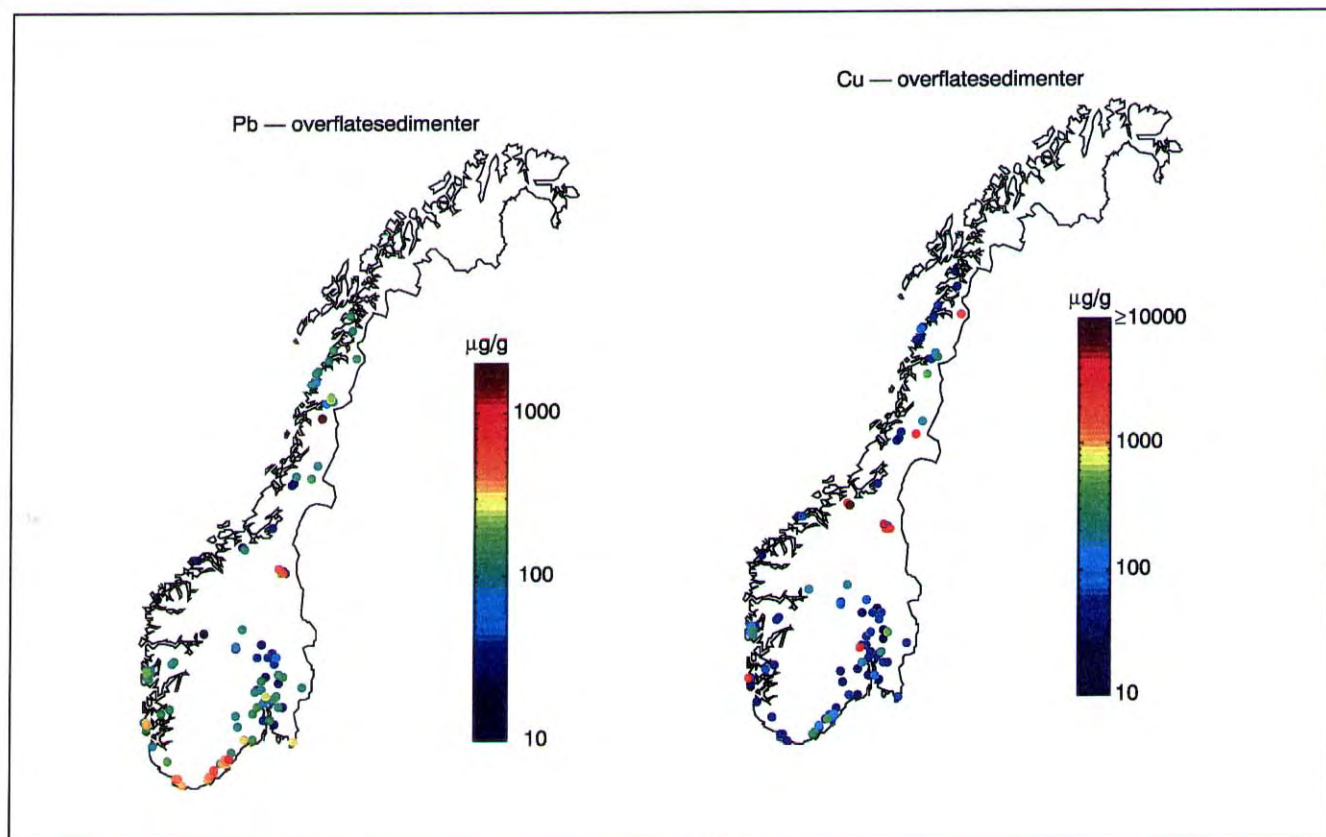 Pb — overflatesedimenter
µg/g
1000
100
10
Cu — overflatesedimenter
µg/g
≥10000
1000
100
10